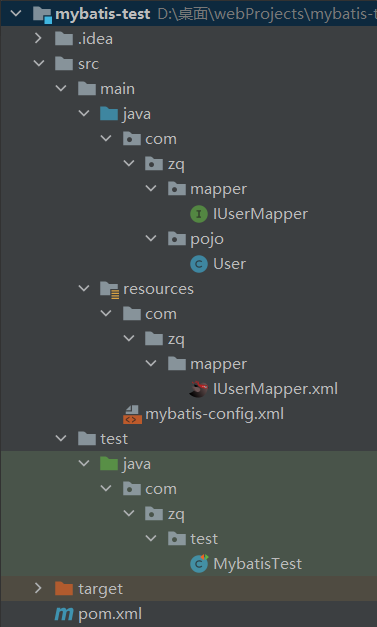 mybatis-test D:\桌面\webProjects\mybatis-t
.idea
src
main
java
com
zq
mapper
IUserMapper
pojo
User
resources
com
zq
mapper
IUserMapper.xml
mybatis-config.xml
test
java
com
zq
test
MybatisTest
target
pom.xml